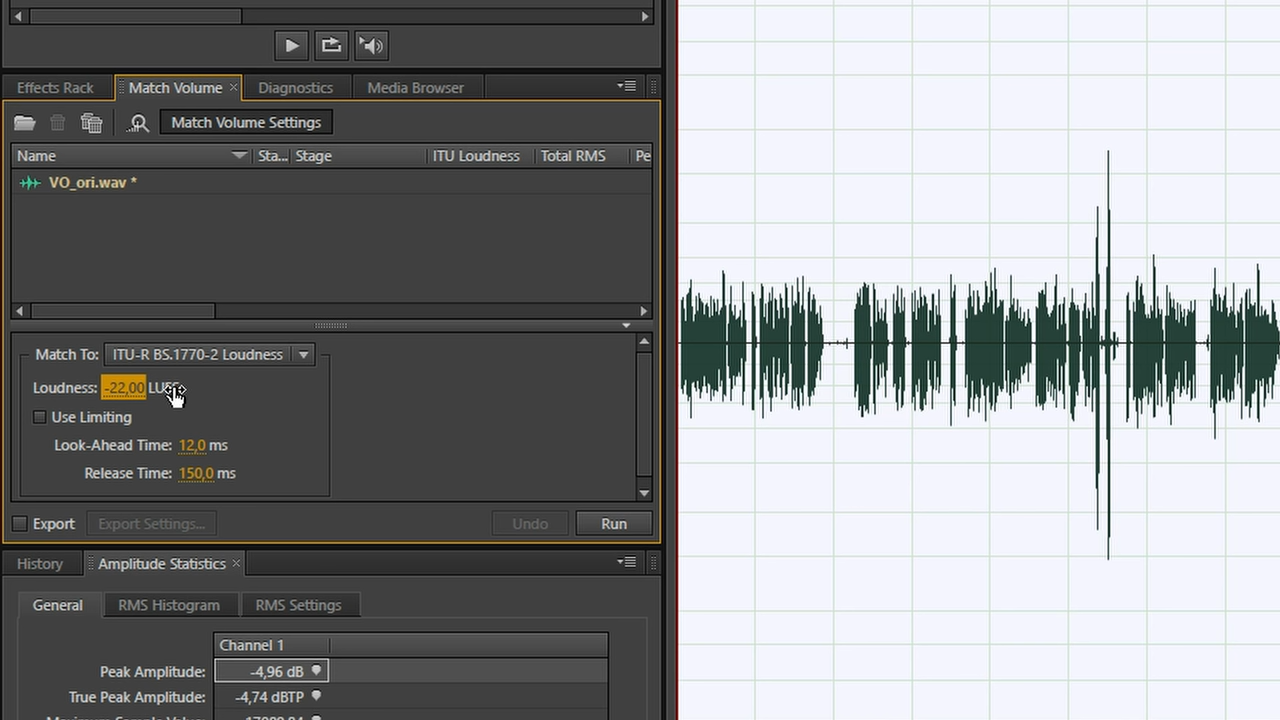 Effects Rack Match Volume × Diagnostics Media Browser
Match Volume Settings
Name Sta... Stage ITU Loudness Total RMS Pe
VO_ori.wav *
Match To: ITU-R BS.1770-2 Loudness
Loudness: -22,00
Use Limiting
Look-Ahead Time: 12,0 ms
Release Time: 150,0 ms
Export Export Settings... Undo Run
History Amplitude Statistics ×
General RMS Histogram RMS Settings
Channel 1
Peak Amplitude: -4,96 dB
True Peak Amplitude: -4,74 dBTP